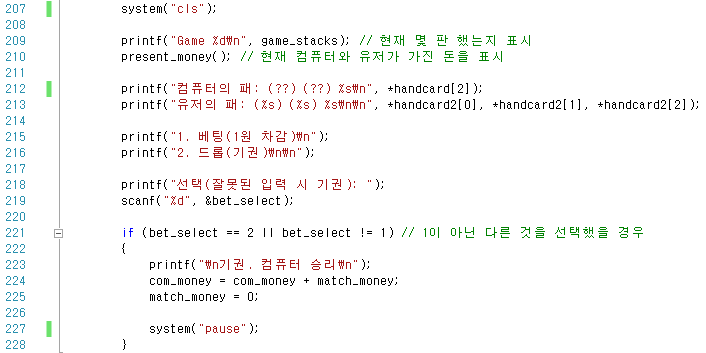 207 system("cls");
208
209 printf("Game %d₩n", game_stacks); // 현재 몇 판 했는지 표시
210 present_money(); // 현재 컴퓨터와 유저가 가진 돈을 표시
211
212 printf("컴퓨터의 패: (??) (??) %s₩n", *handcard[2]);
213 printf("유저의 패: (%s) (%s) %s₩n₩n", *handcard2[0], *handcard2[1], *handcard2[2]);
214
215 printf("1. 베팅(1원 차감)₩n");
216 printf("2. 드롭(기권)₩n₩n");
217
218 printf("선택(잘못된 입력 시 기권): ");
219 scanf("%d", &bet_select);
220
221 if (bet_select == 2 || bet_select != 1) // 1이 아닌 다른 것을 선택했을 경우
222 {
223 printf("₩n기권. 컴퓨터 승리₩n");
224 com_money = com_money + match_money;
225 match_money = 0;
226
227 system("pause");
228 }